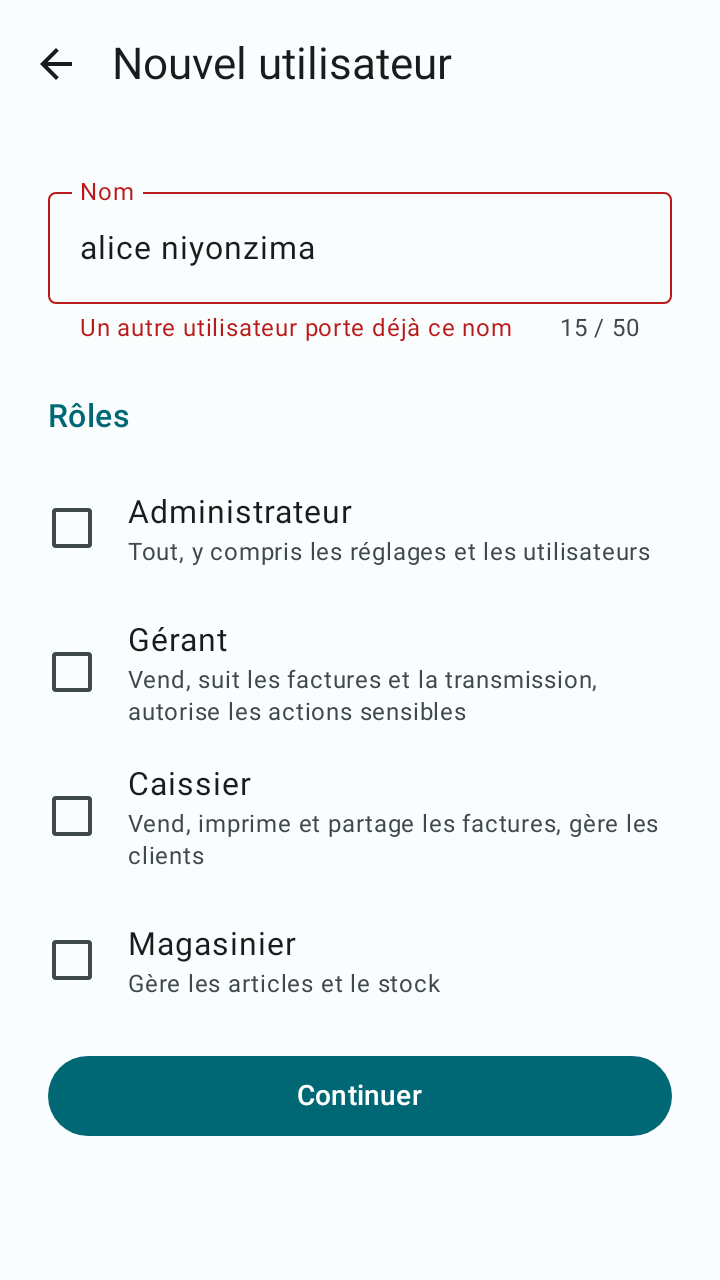 Nouvel utilisateur
Nom
alice niyonzima
Un autre utilisateur porte déjà ce nom 15 / 50
Rôles
Administrateur
Tout, y compris les réglages et les utilisateurs
Gérant
Vend, suit les factures et la transmission,
autorise les actions sensibles
Caissier
Vend, imprime et partage les factures, gère les
clients
Magasinier
Gère les articles et le stock
Continuer